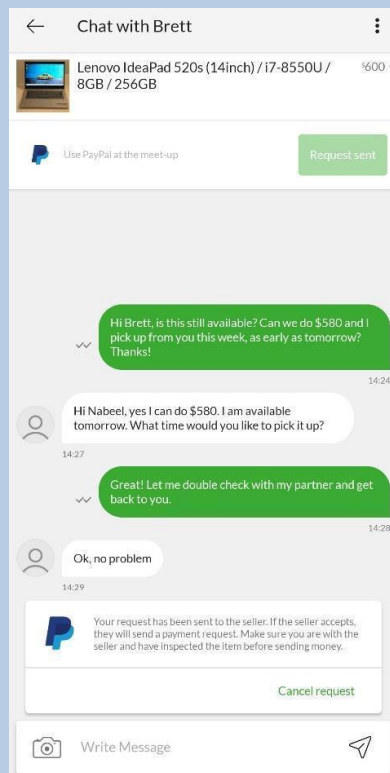 Chat with Brett
Lenovo IdeaPad 520s (14inch) / i7-8550U /
8GB / 256GB
$600
Use PayPal at the meet-up
Request sent
Hi Brett, is this still available? Can we do $580 and I
pick up from you this week, as early as tomorrow?
Thanks!
14:24
Hi Nabeel, yes I can do $580. I am available
tomorrow. What time would you like to pick it up?
14:27
Great! Let me double check with my partner and get
back to you.
14:28
Ok, no problem
14:29
Your request has been sent to the seller. If the seller accepts,
they will send a payment request. Make sure you are with the
seller and have inspected the item before sending money.
Cancel request
Write Message